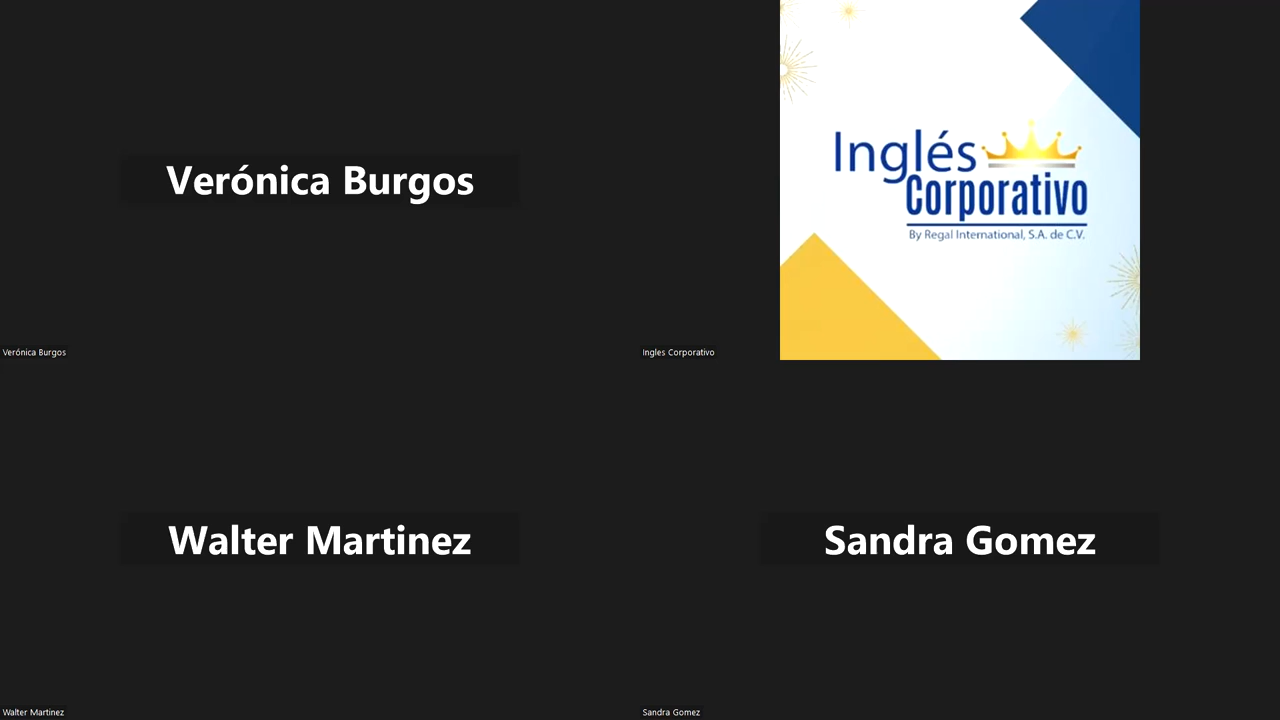 Verónica Burgos
Verónica Burgos
Inglés
Corporativo
By Regal International, S.A. de C.V.
Ingles Corporativo
Walter Martinez
Walter Martinez
Sandra Gomez
Sandra Gomez